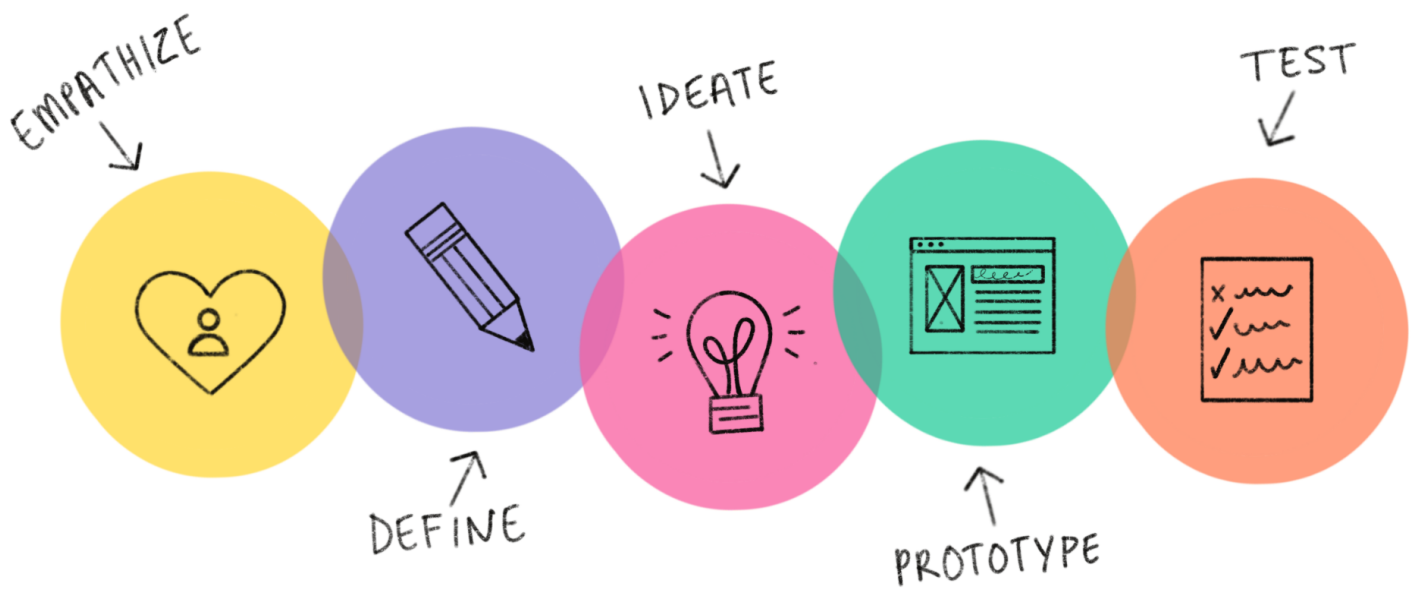 EMPATHIZE
DEFINE
IDEATE
PROTOTYPE
TEST